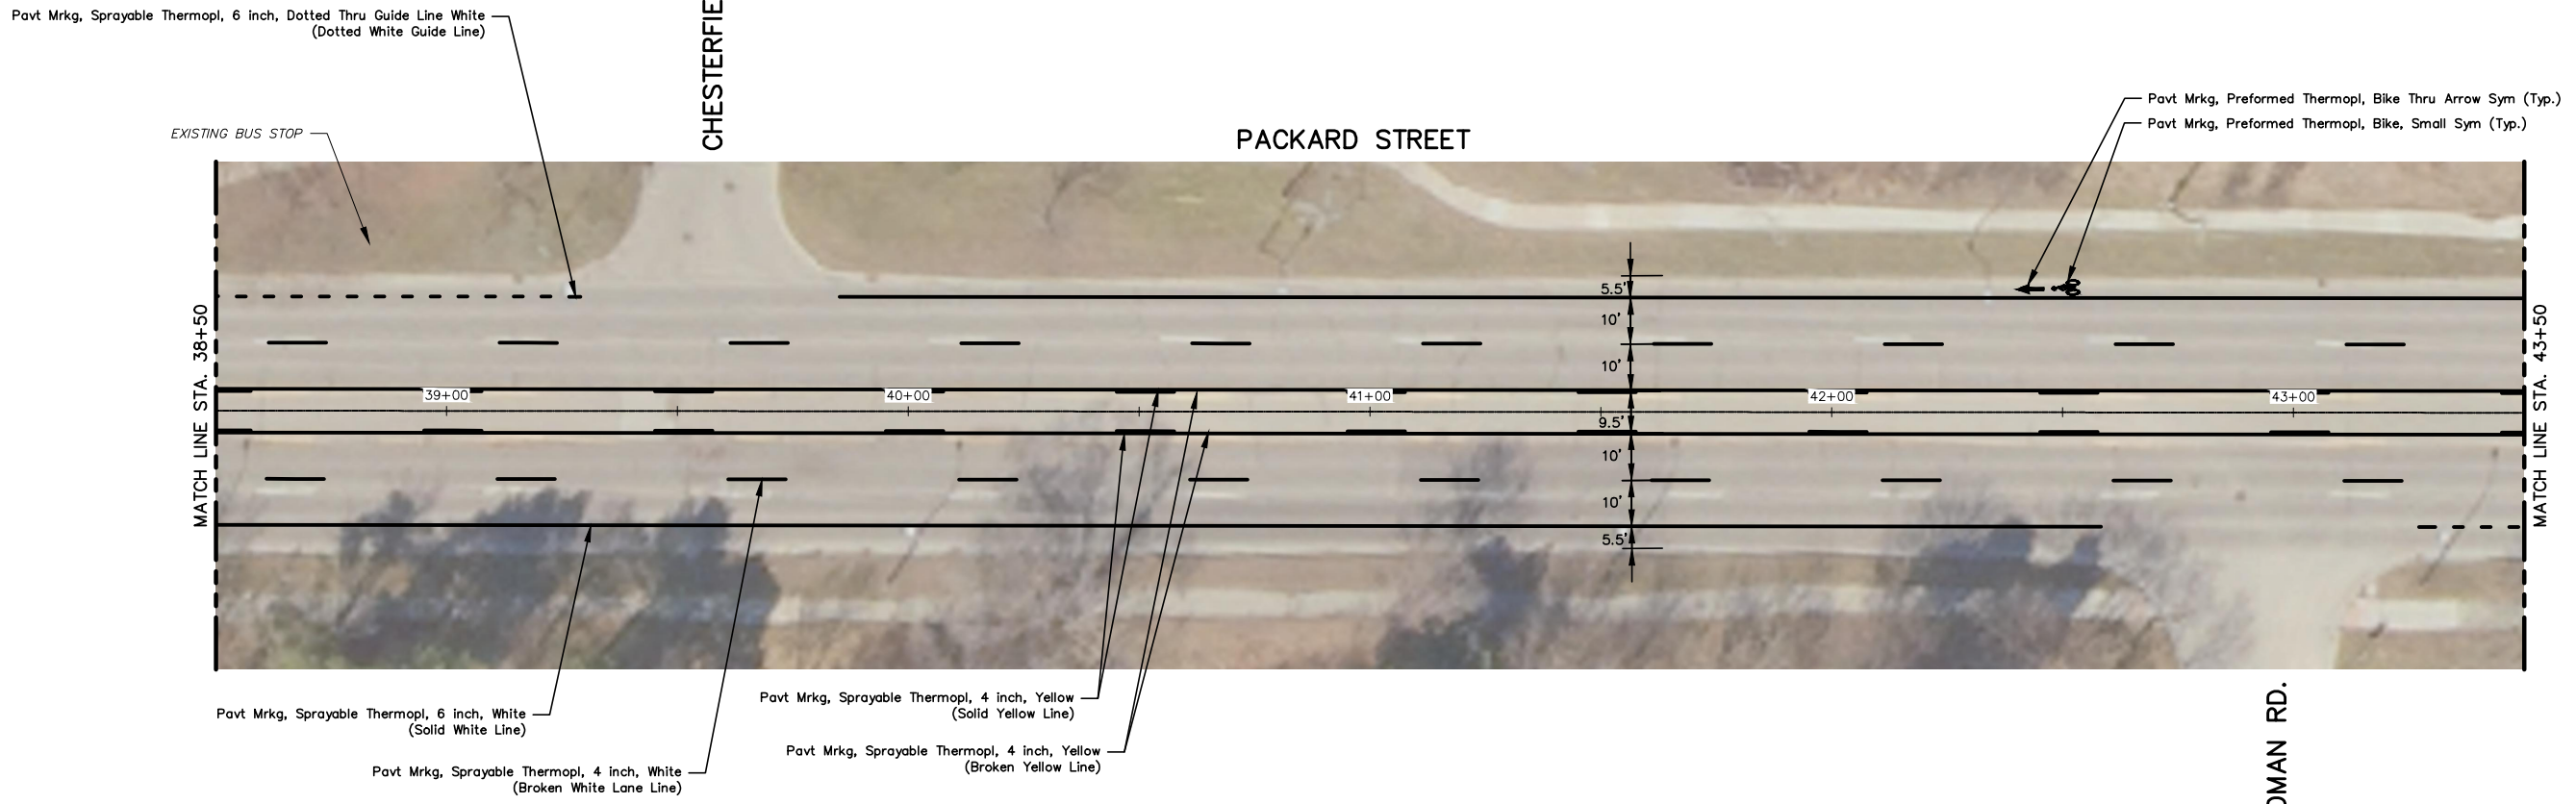 Pavt Mrkg, Sprayable Thermopl, 6 inch, Dotted Thru Guide Line White
(Dotted White Guide Line)
CHESTERFIE
EXISTING BUS STOP
PACKARD STREET
Pavt Mrkg, Preformed Thermopl, Bike Thru Arrow Sym (Typ.)
Pavt Mrkg, Preformed Thermopl, Bike, Small Sym (Typ.)
MATCH LINE STA. 38+50
5.5'
10'
10'
39+00
40+00
41+00
42+00
43+00
9.5'
10'
10'
5.5'
MATCH LINE STA. 43+50
Pavt Mrkg, Sprayable Thermopl, 4 inch, Yellow
(Solid Yellow Line)
Pavt Mrkg, Sprayable Thermopl, 6 inch, White
(Solid White Line)
Pavt Mrkg, Sprayable Thermopl, 4 inch, Yellow
(Broken Yellow Line)
Pavt Mrkg, Sprayable Thermopl, 4 inch, White
(Broken White Lane Line)
OMAN RD.